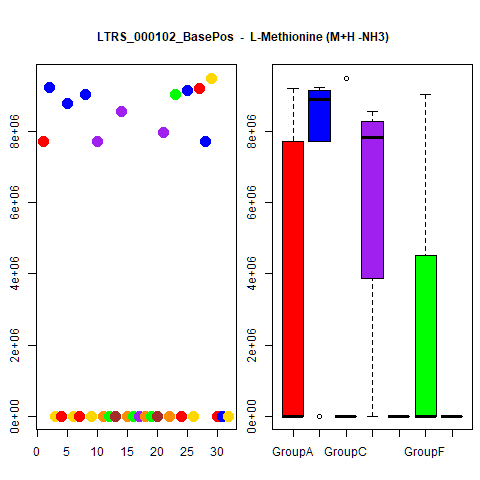 LTRS_000102_BasePos - L-Methionine (M+H -NH3)
8e+06
6e+06
4e+06
2e+06
0e+00
0 5 10 15 20 25 30
8e+06
6e+06
4e+06
2e+06
0e+00
GroupA GroupC GroupF